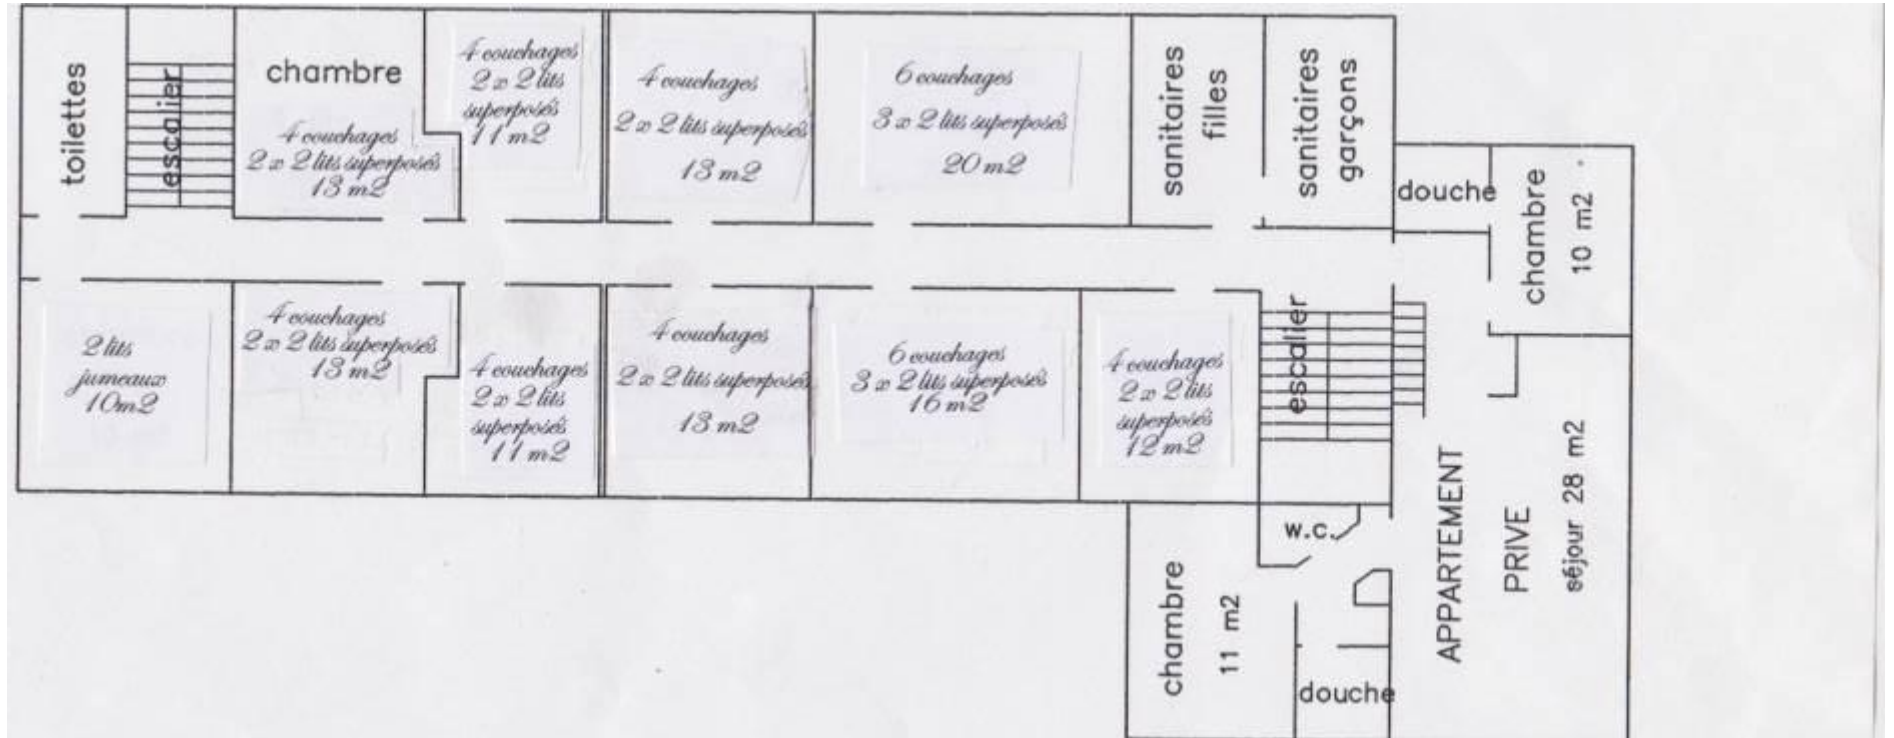 toilettes
escalier
chambre
4 couchages
2 x 2 lits superposés
13 m2
4 couchages
2 x 2 lits
superposés
11 m2
4 couchages
2 x 2 lits superposés
13 m2
6 couchages
3 x 2 lits superposés
20 m2
sanitaires
filles
sanitaires
garçons
douche
chambre
10 m2
2 lits
jumeaux
10m2
4 couchages
2 x 2 lits superposés
13 m2
4 couchages
2 x 2 lits
superposés
11 m2
4 couchages
2 x 2 lits superposés
13 m2
6 couchages
3 x 2 lits superposés
16 m2
4 couchages
2 x 2 lits
superposés
12 m2
escalier
w.c.
chambre
11 m2
douche
APPARTEMENT
PRIVE
séjour 28 m2